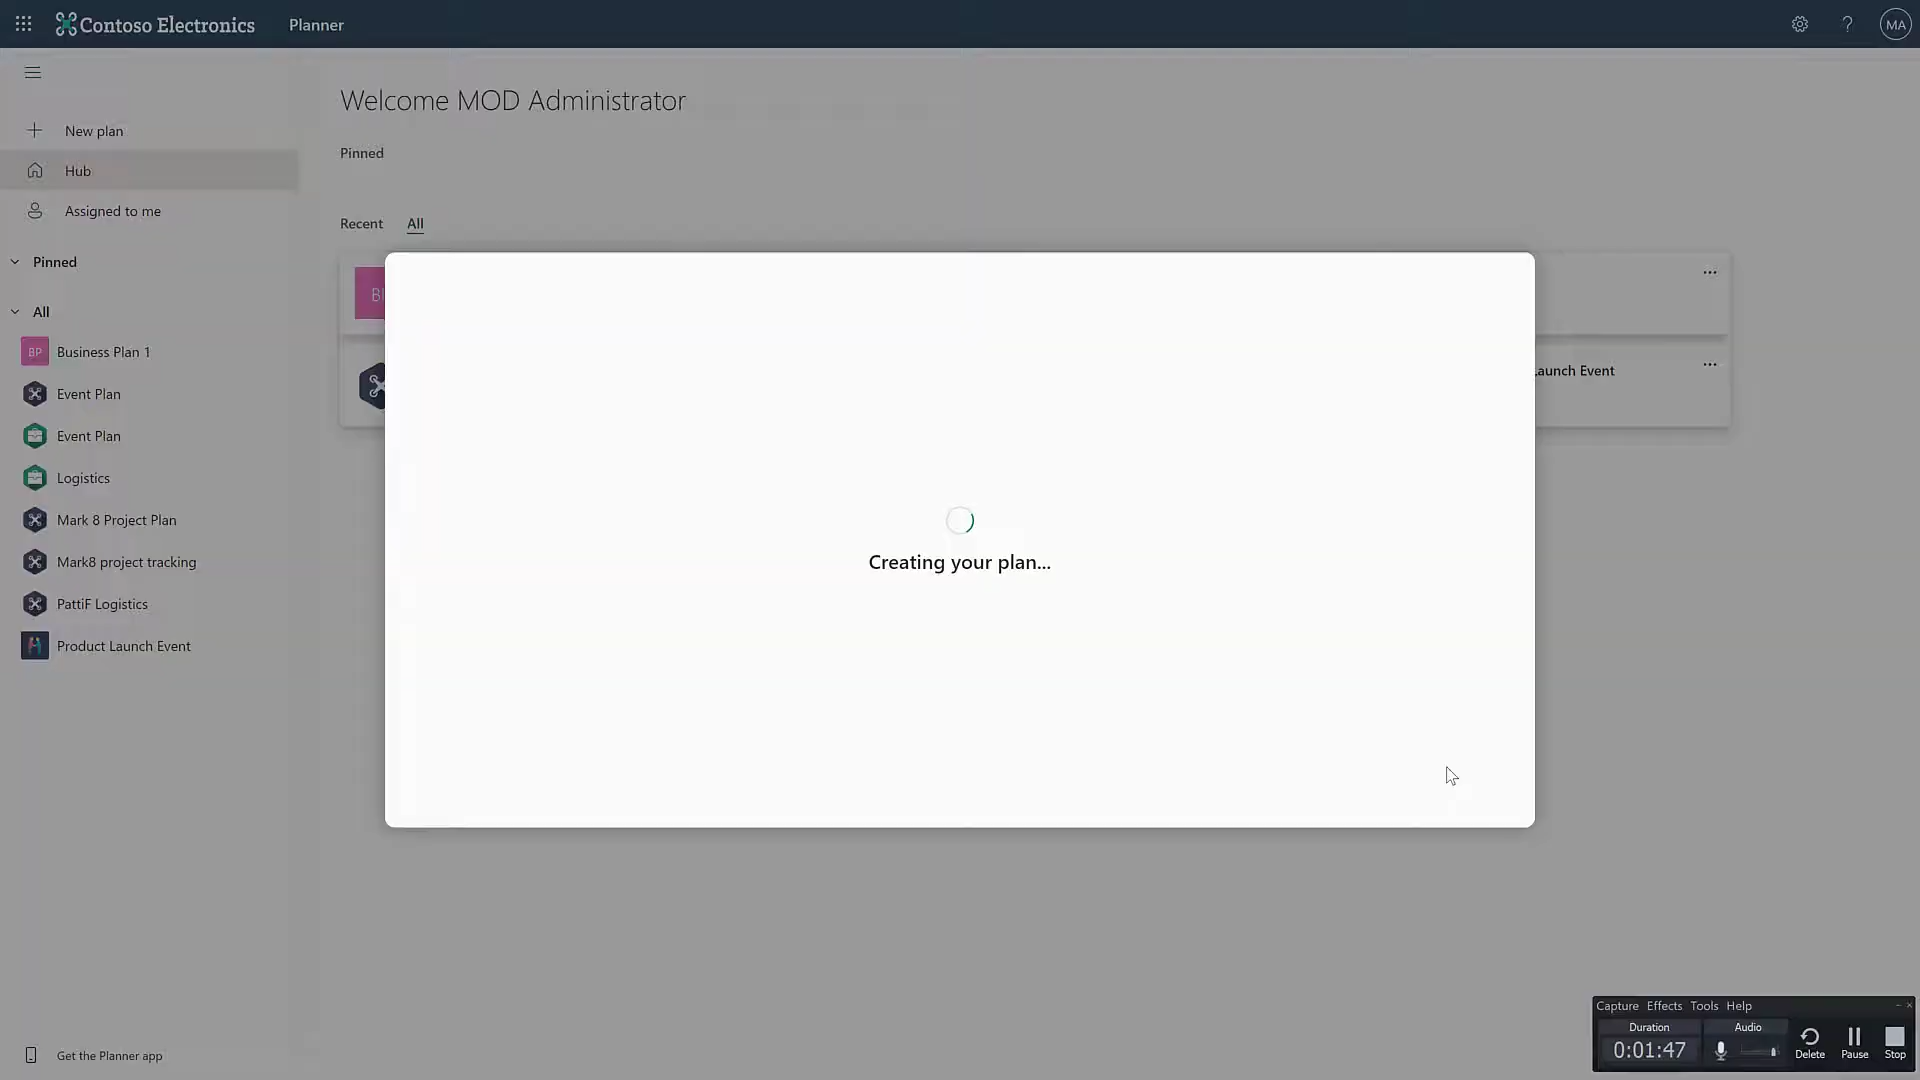 Contoso Electronics
Planner
MA
Welcome MOD Administrator
New plan
Pinned
Hub
Assigned to me
Recent All
Pinned
All
BP Business Plan 1
Event Plan
Event Plan
Logistics
Mark 8 Project Plan
Mark8 project tracking
PattiF Logistics
Product Launch Event
Launch Event
Creating your plan...
Get the Planner app
Capture Effects Tools Help
Duration Audio
0:01:47
Delete Pause Stop